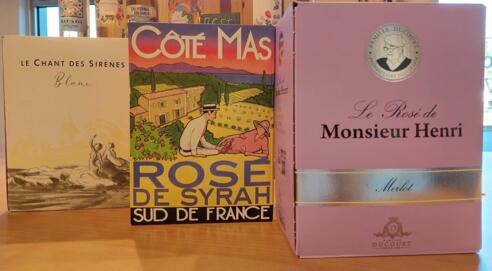 LE CHANT DES SIRÈNES
Blanc
CÔTÉ MAS
ROSÉ
DE SYRAH
SUD DE FRANCE
Le Rosé de
Monsieur Henri
Merlot
DUCOURT